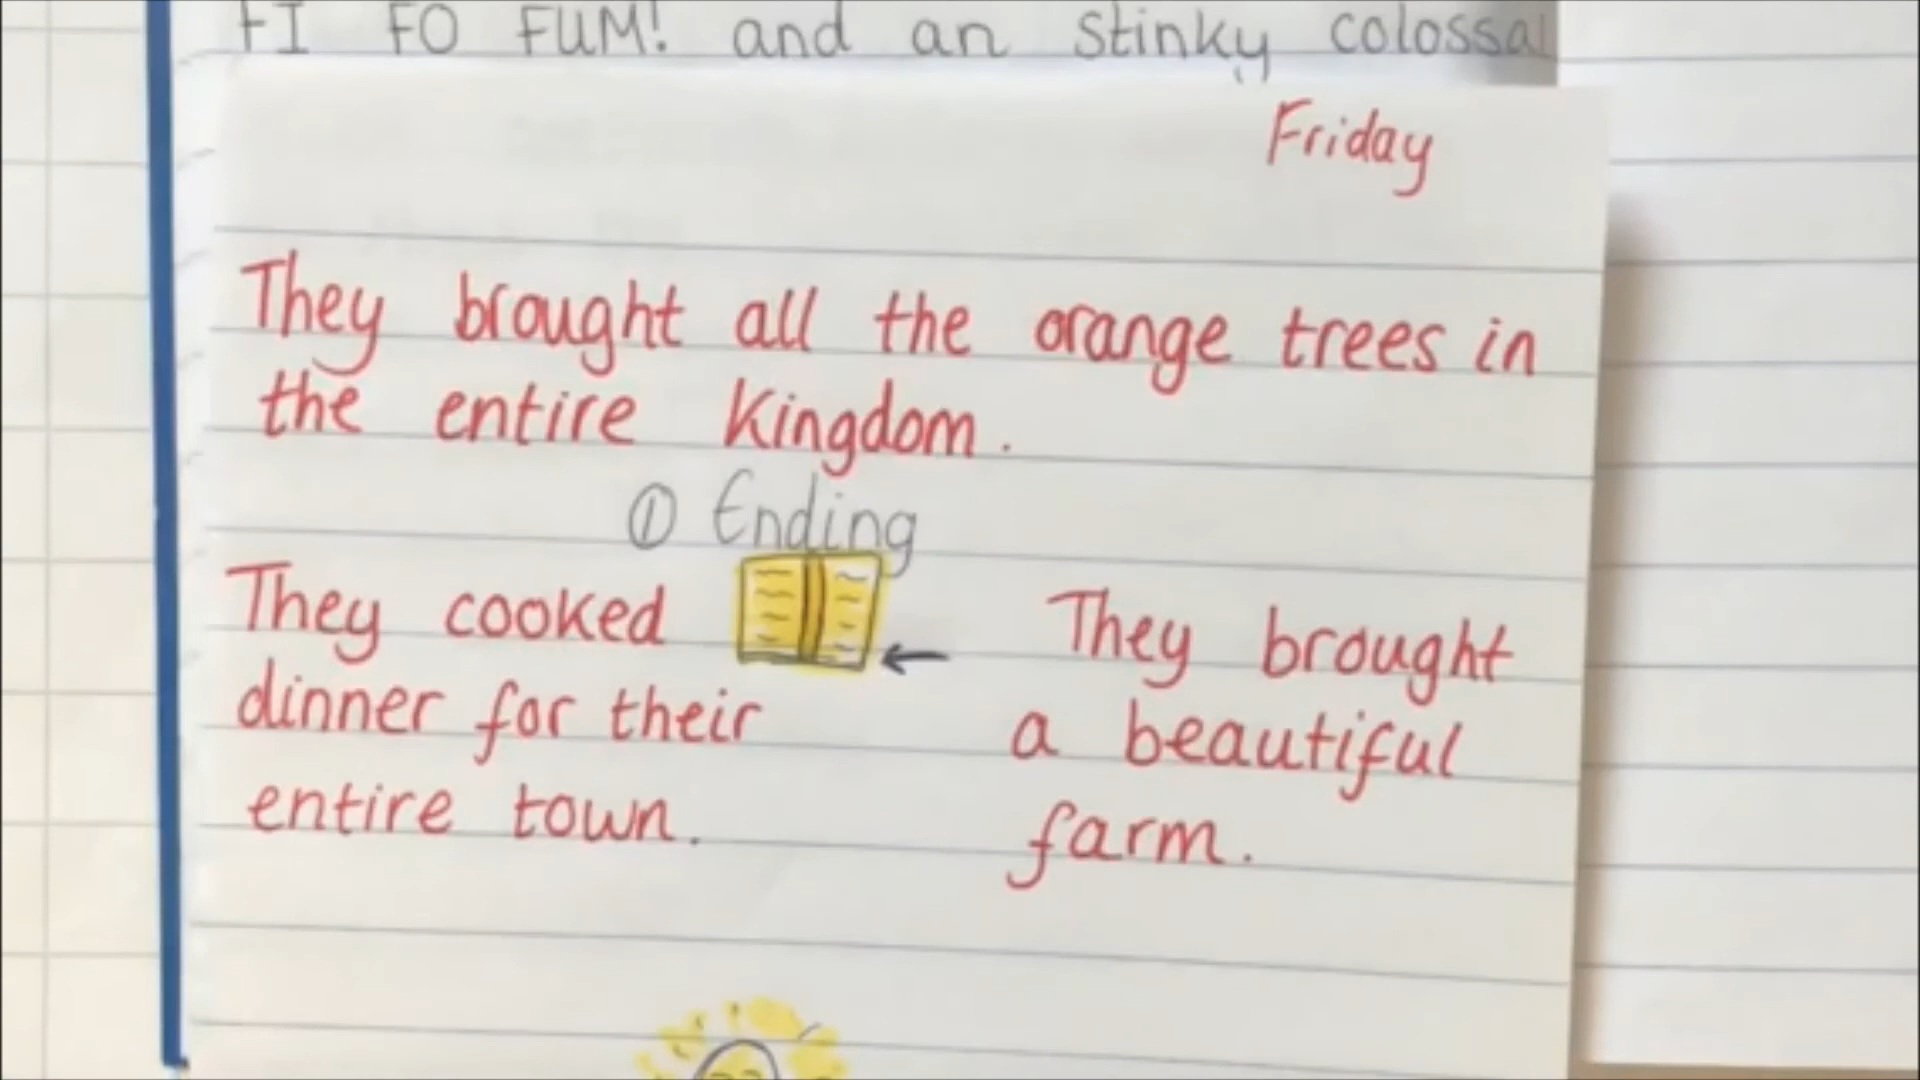 FI FO FUM! and an stinky colossal
Friday
They brought all the orange trees in
the entire Kingdom.
① Ending
They cooked
dinner for their
entire town.
They brought
a beautiful
farm.